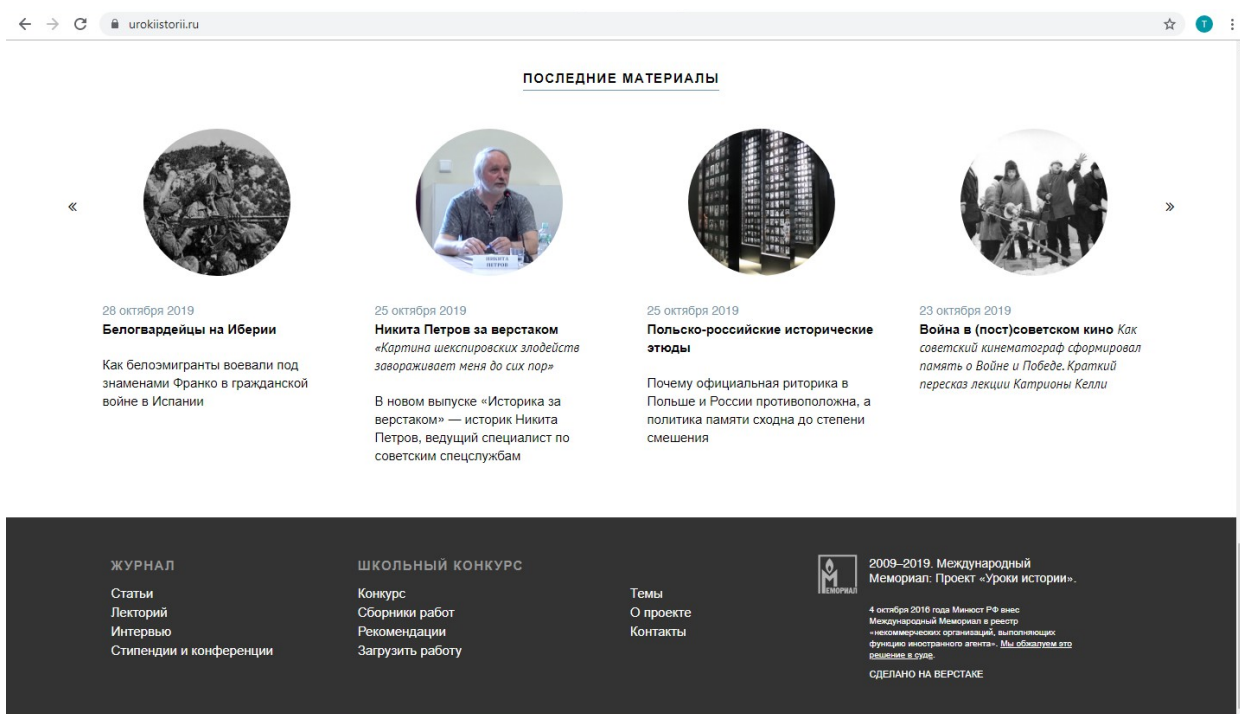 urokiistorii.ru
T
ПОСЛЕДНИЕ МАТЕРИАЛЫ
«
»
НИКИТА
ПЕТРОВ
28 октября 2019
Белогвардейцы на Иберии
Как белоэмигранты воевали под
знаменами Франко в гражданской
войне в Испании
25 октября 2019
Никита Петров за верстаком
«Картина шекспировских злодейств
завораживает меня до сих пор»
В новом выпуске «Историка за
верстаком» — историк Никита
Петров, ведущий специалист по
советским спецслужбам
25 октября 2019
Польско-российские исторические
этюды
Почему официальная риторика в
Польше и России противоположна, а
политика памяти сходна до степени
смешения
23 октября 2019
Война в (пост)советском кино Как
советский кинематограф сформировал
память о Войне и Победе. Краткий
пересказ лекции Катрионы Келли
ЖУРНАЛ
Статьи
Лекторий
Интервью
Стипендии и конференции
ШКОЛЬНЫЙ КОНКУРС
Конкурс
Сборники работ
Рекомендации
Загрузить работу
Темы
О проекте
Контакты
МЕМОРИАЛ
2009–2019. Международный
Мемориал: Проект «Уроки истории».
4 октября 2016 года Минюст РФ внес
Международный Мемориал в реестр
«некоммерческих организаций, выполняющих
функцию иностранного агента». Мы обжалуем это
решение в суде.
СДЕЛАНО НА ВЕРСТАКЕ